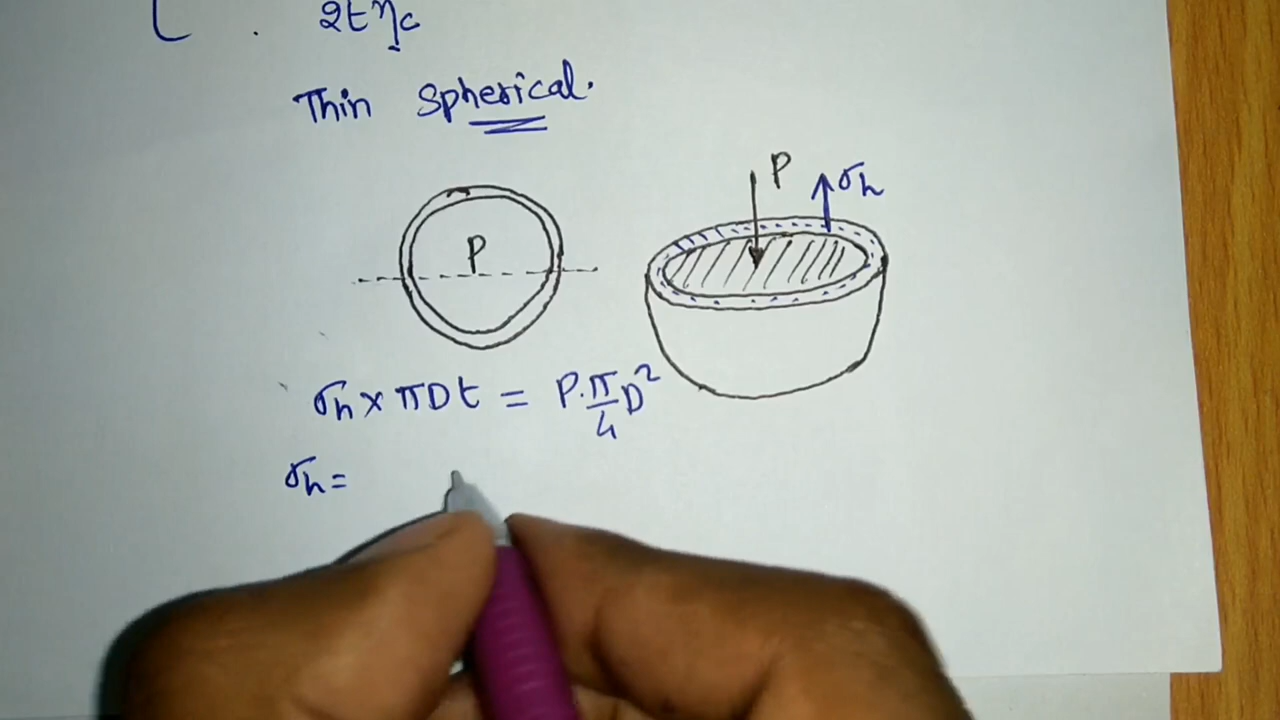 2tηc
Thin Spherical.
P
P
σh
σh × πDt = P.π/4 D²
σh =